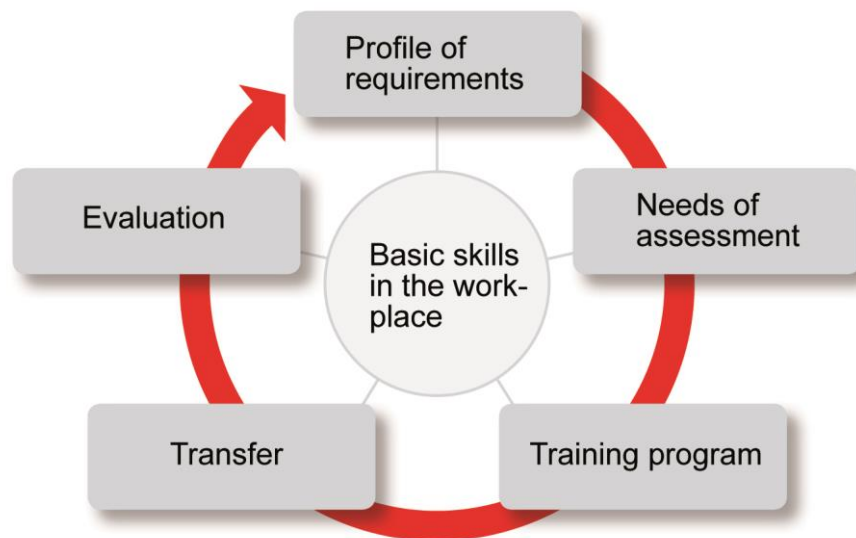 Profile of
requirements
Needs of
assessment
Training program
Transfer
Evaluation
Basic skills
in the work-
place